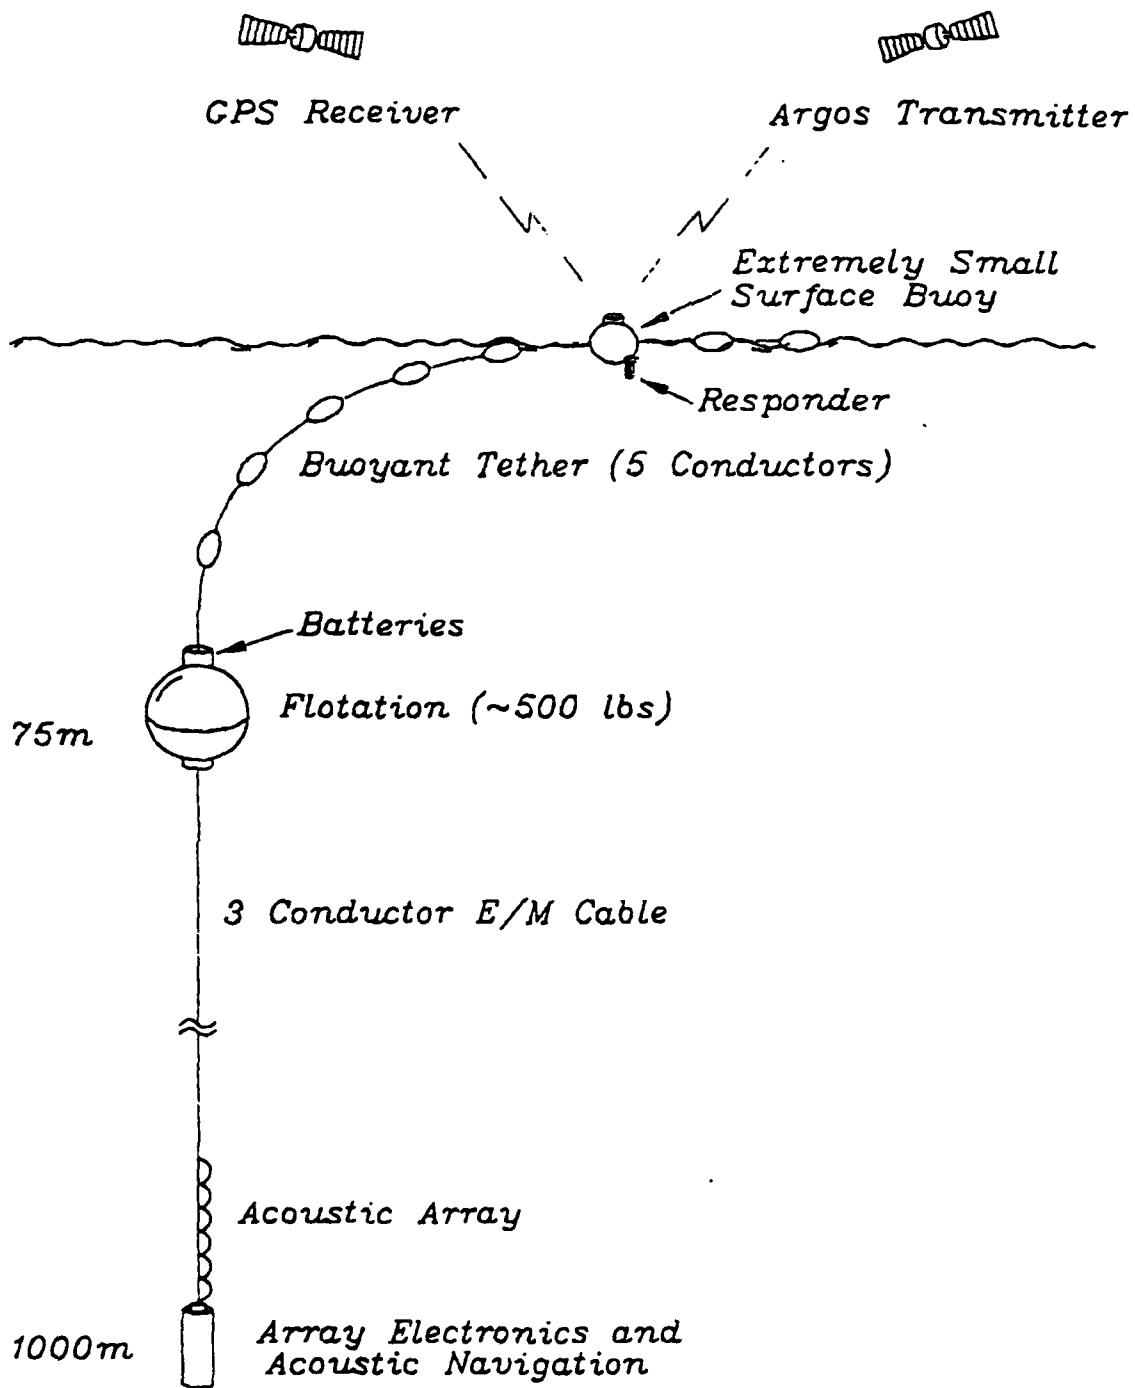 GPS Receiver
Argos Transmitter
Extremely Small
Surface Buoy
Responder
Buoyant Tether (5 Conductors)
Batteries
Flotation (~500 lbs)
75m
3 Conductor E/M Cable
Acoustic Array
1000m
Array Electronics and
Acoustic Navigation